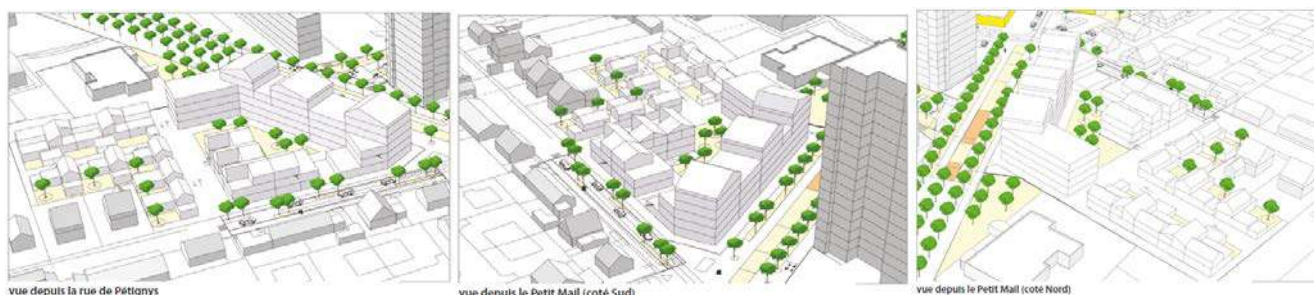 vue depuis la rue de Pétignys
vue depuis le Petit Mail (coté Sud)
vue depuis le Petit Mail (coté Nord)